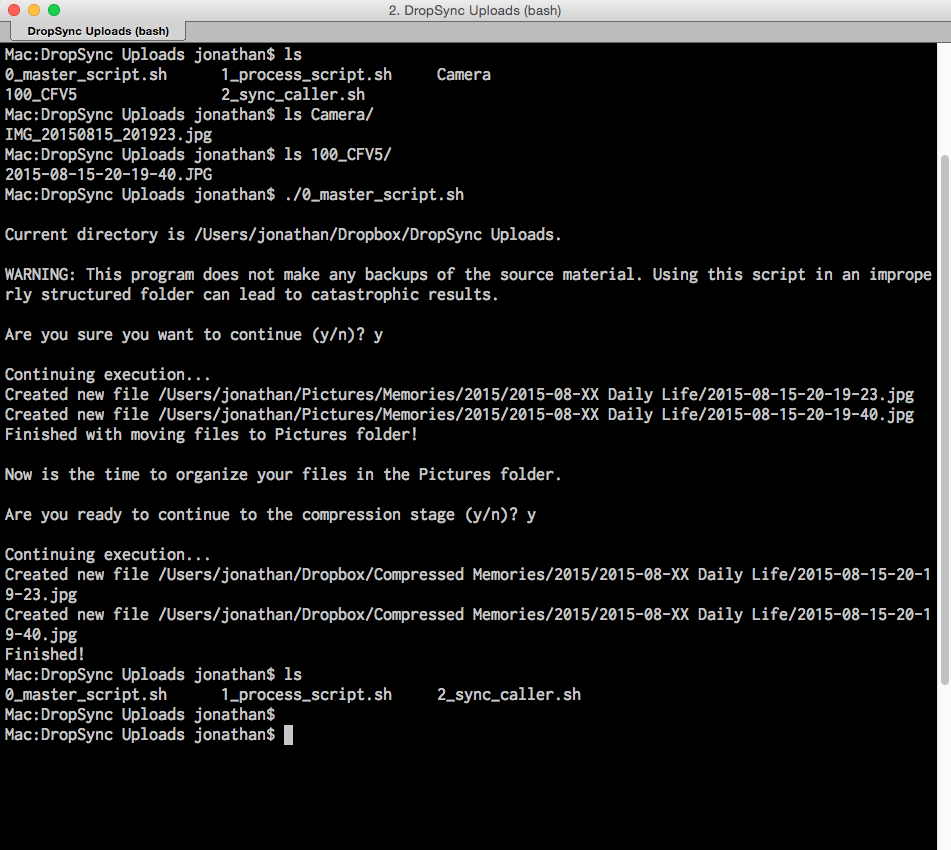 2. DropSync Uploads (bash)
DropSync Uploads (bash)
Mac:DropSync Uploads jonathan$ ls
0_master_script.sh 1_process_script.sh Camera
100_CFV5 2_sync_caller.sh
Mac:DropSync Uploads jonathan$ ls Camera/
IMG_20150815_201923.jpg
Mac:DropSync Uploads jonathan$ ls 100_CFV5/
2015-08-15-20-19-40.JPG
Mac:DropSync Uploads jonathan$ ./0_master_script.sh
Current directory is /Users/jonathan/Dropbox/DropSync Uploads.
WARNING: This program does not make any backups of the source material. Using this script in an imprope
rly structured folder can lead to catastrophic results.
Are you sure you want to continue (y/n)? y
Continuing execution...
Created new file /Users/jonathan/Pictures/Memories/2015/2015-08-XX Daily Life/2015-08-15-20-19-23.jpg
Created new file /Users/jonathan/Pictures/Memories/2015/2015-08-XX Daily Life/2015-08-15-20-19-40.jpg
Finished with moving files to Pictures folder!
Now is the time to organize your files in the Pictures folder.
Are you ready to continue to the compression stage (y/n)? y
Continuing execution...
Created new file /Users/jonathan/Dropbox/Compressed Memories/2015/2015-08-XX Daily Life/2015-08-15-20-1
9-23.jpg
Created new file /Users/jonathan/Dropbox/Compressed Memories/2015/2015-08-XX Daily Life/2015-08-15-20-1
9-40.jpg
Finished!
Mac:DropSync Uploads jonathan$ ls
0_master_script.sh 1_process_script.sh 2_sync_caller.sh
Mac:DropSync Uploads jonathan$
Mac:DropSync Uploads jonathan$